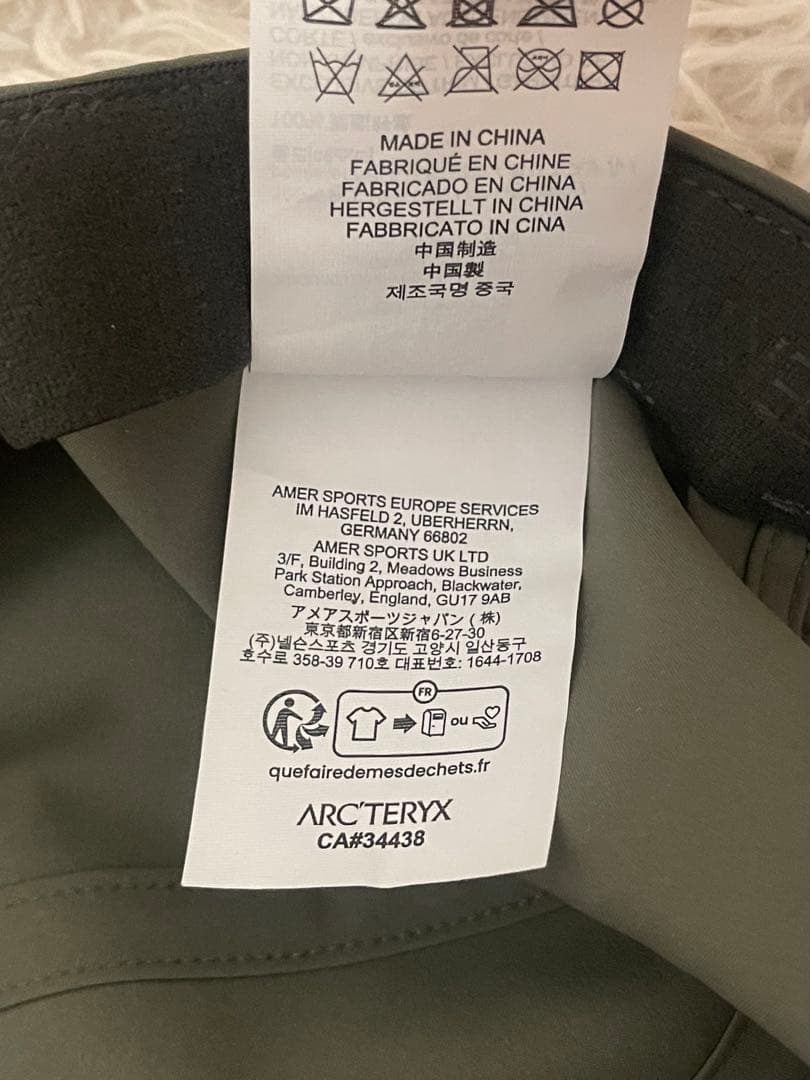 MADE IN CHINA
FABRIQUÉ EN CHINE
FABRICADO EN CHINA
HERGESTELLT IN CHINA
FABBRICATO IN CINA
中国制造
中国製
제조국명 중국
AMER SPORTS EUROPE SERVICES
IM HASFELD 2, UBERHERRN,
GERMANY 66802
AMER SPORTS UK LTD
3/F, Building 2, Meadows Business
Park Station Approach, Blackwater,
Camberley, England, GU17 9AB
アメアスポーツジャパン (株)
東京都新宿区新宿6-27-30
(주)넬슨스포츠 경기도 고양시 일산동구
호수로 358-39 710호 대표번호: 1644-1708
FR
ou
quefairedemesdechets.fr
ARC'TERYX
CA#34438